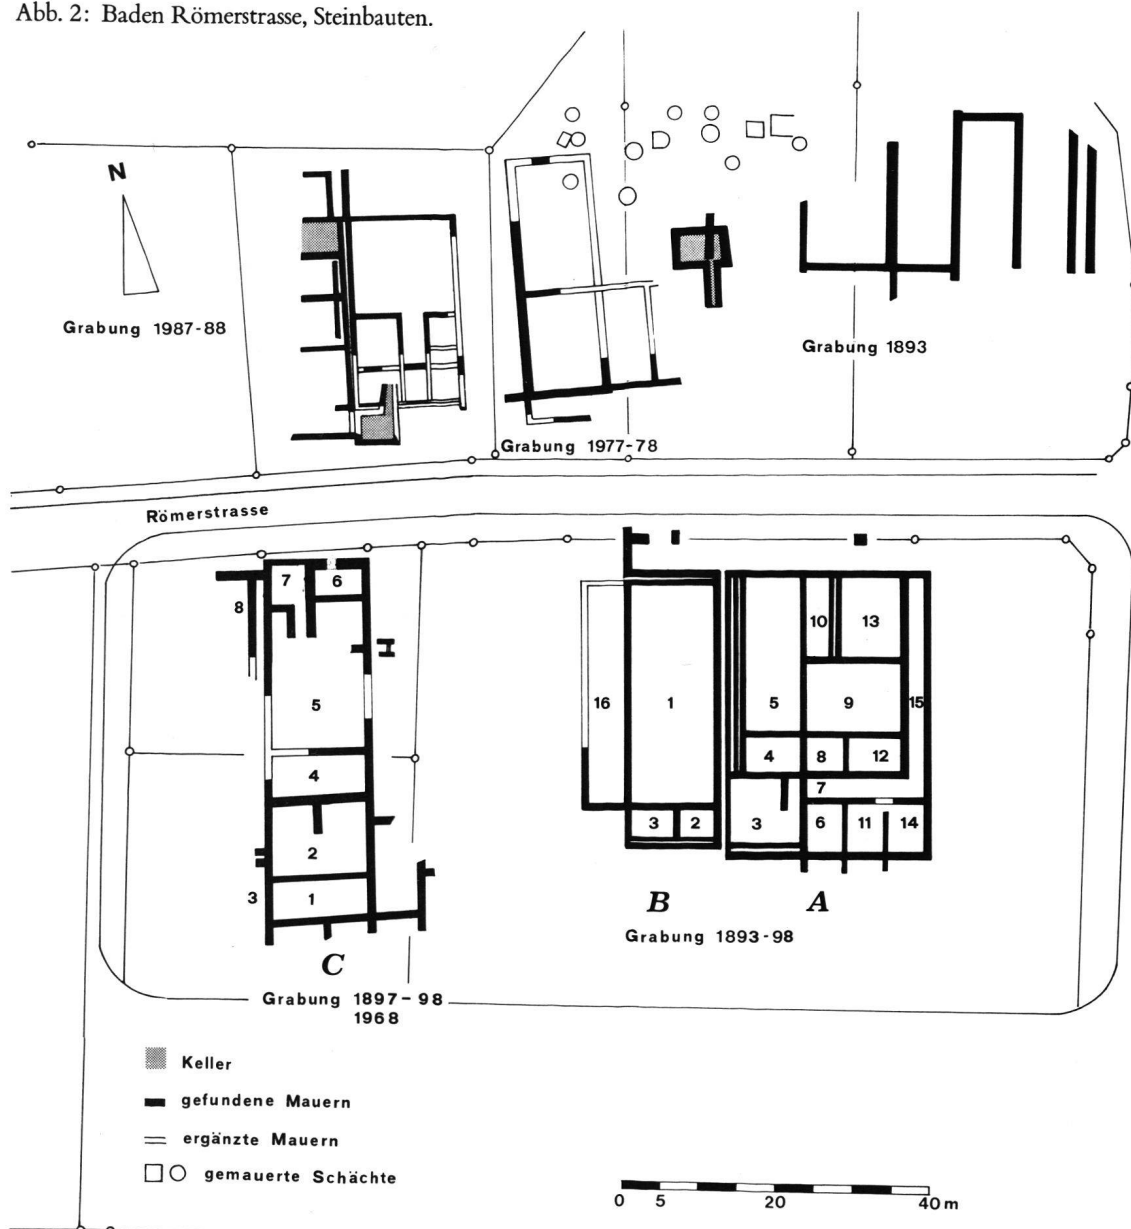 Abb. 2: Baden Römerstrasse, Steinbauten.
N
Grabung 1987-88
Grabung 1893
Grabung 1977-78
Römerstrasse
7
6
8
10
13
5
16
1
5
9
15
4
4
8
12
7
3
2
3
6
11
14
2
3
1
B
A
Grabung 1893-98
C
Grabung 1897-98
1968
Keller
gefundene Mauern
ergänzte Mauern
gemauerte Schächte
0 5 20 40 m